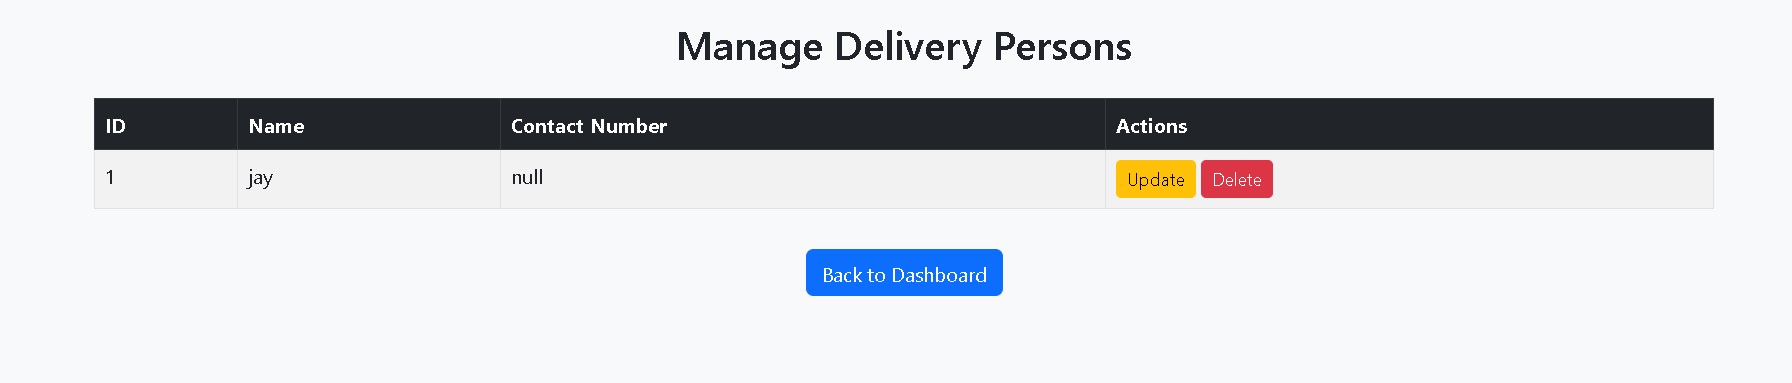 Manage Delivery Persons
ID Name Contact Number Actions
1 jay null Update Delete
Back to Dashboard